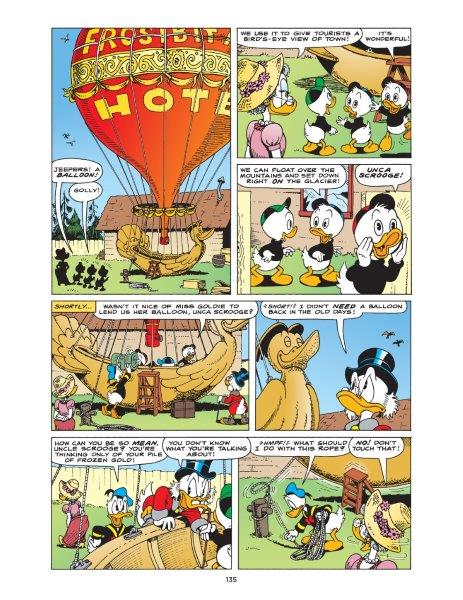 FROSTBITE
HOTE
JEEPERS! A
BALLOON!
GOLLY!
WE USE IT TO GIVE TOURISTS A
BIRD'S-EYE VIEW OF TOWN!
IT'S
WONDERFUL!
WE CAN FLOAT OVER THE
MOUNTAINS AND SET DOWN
RIGHT ON THE GLACIER!
UNCA
SCROOGE!
SHORTLY...
WASN'T IT NICE OF MISS GOLDIE TO
LEND US HER BALLOON, UNCA SCROOGE?
*SNORT!* I DIDN'T NEED A BALLOON
BACK IN THE OLD DAYS!
HOW CAN YOU BE SO MEAN,
UNCLE SCROOGE? YOU'RE
THINKING ONLY OF YOUR PILE
OF FROZEN GOLD!
YOU DON'T KNOW
WHAT YOU'RE TALKING
ABOUT!
*HMPF!* WHAT SHOULD
I DO WITH THIS ROPE?
NO! DON'T
TOUCH THAT!
135